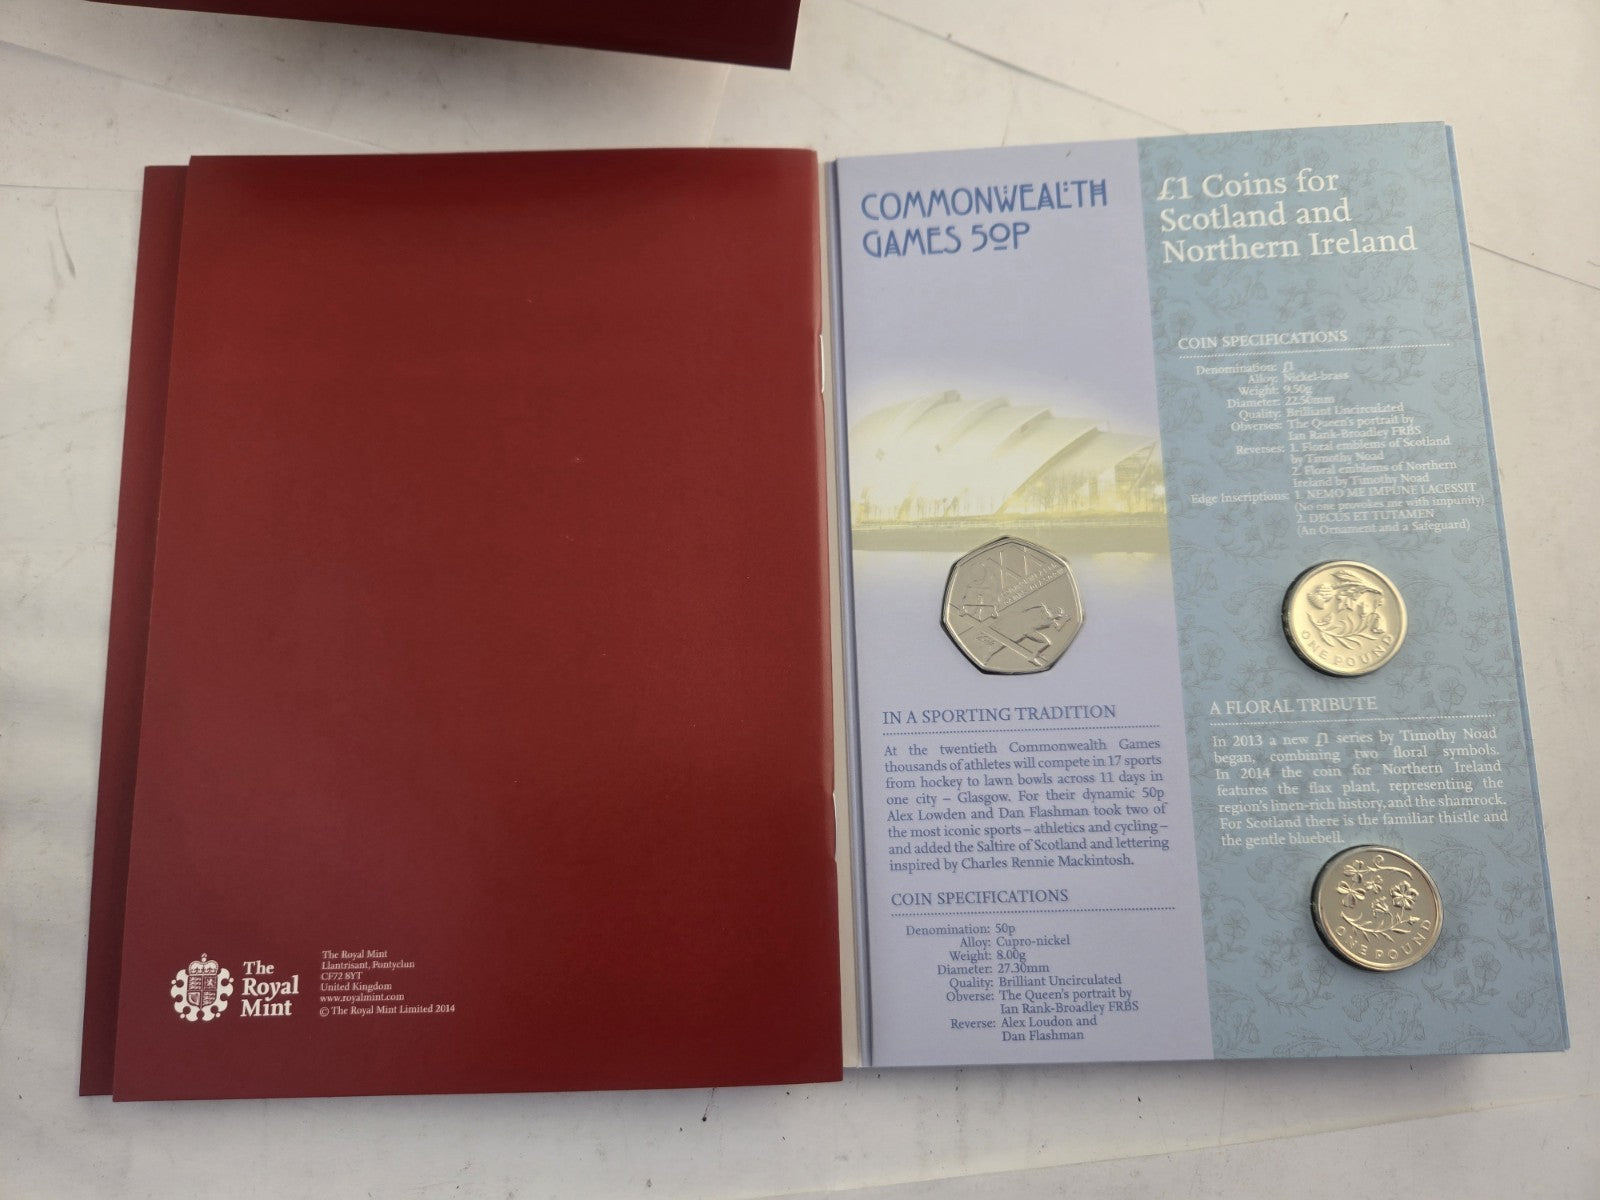 The
Royal
Mint
The Royal Mint
Llantrisant, Pontyclun
CF72 8YT
United Kingdom
www.royalmint.com
© The Royal Mint Limited 2014
COMMONWEALTH
GAMES 50P
IN A SPORTING TRADITION
At the twentieth Commonwealth Games
thousands of athletes will compete in 17 sports
from hockey to lawn bowls across 11 days in
one city – Glasgow. For their dynamic 50p
Alex Lowden and Dan Flashman took two of
the most iconic sports – athletics and cycling –
and added the Saltire of Scotland and lettering
inspired by Charles Rennie Mackintosh.
COIN SPECIFICATIONS
Denomination: 50p
Alloy: Cupro-nickel
Weight: 8.00g
Diameter: 27.30mm
Quality: Brilliant Uncirculated
Obverse: The Queen's portrait by
Ian Rank-Broadley FRBS
Reverse: Alex Loudon and
Dan Flashman
£1 Coins for
Scotland and
Northern Ireland
COIN SPECIFICATIONS
Denomination: £1
Alloy: Nickel-brass
Weight: 9.50g
Diameter: 22.50mm
Quality: Brilliant Uncirculated
Obverses: The Queen's portrait by
Ian Rank-Broadley FRBS
Reverses: 1. Floral emblems of Scotland
by Timothy Noad
2. Floral emblems of Northern
Ireland by Timothy Noad
Edge Inscriptions: 1. NEMO ME IMPUNE LACESSIT
(No one provokes me with impunity)
2. DECUS ET TUTAMEN
(An Ornament and a Safeguard)
ONE POUND
A FLORAL TRIBUTE
In 2013 a new £1 series by Timothy Noad
began, combining two floral symbols.
In 2014 the coin for Northern Ireland
features the flax plant, representing the
region's linen-rich history, and the shamrock.
For Scotland there is the familiar thistle and
the gentle bluebell.
ONE POUND